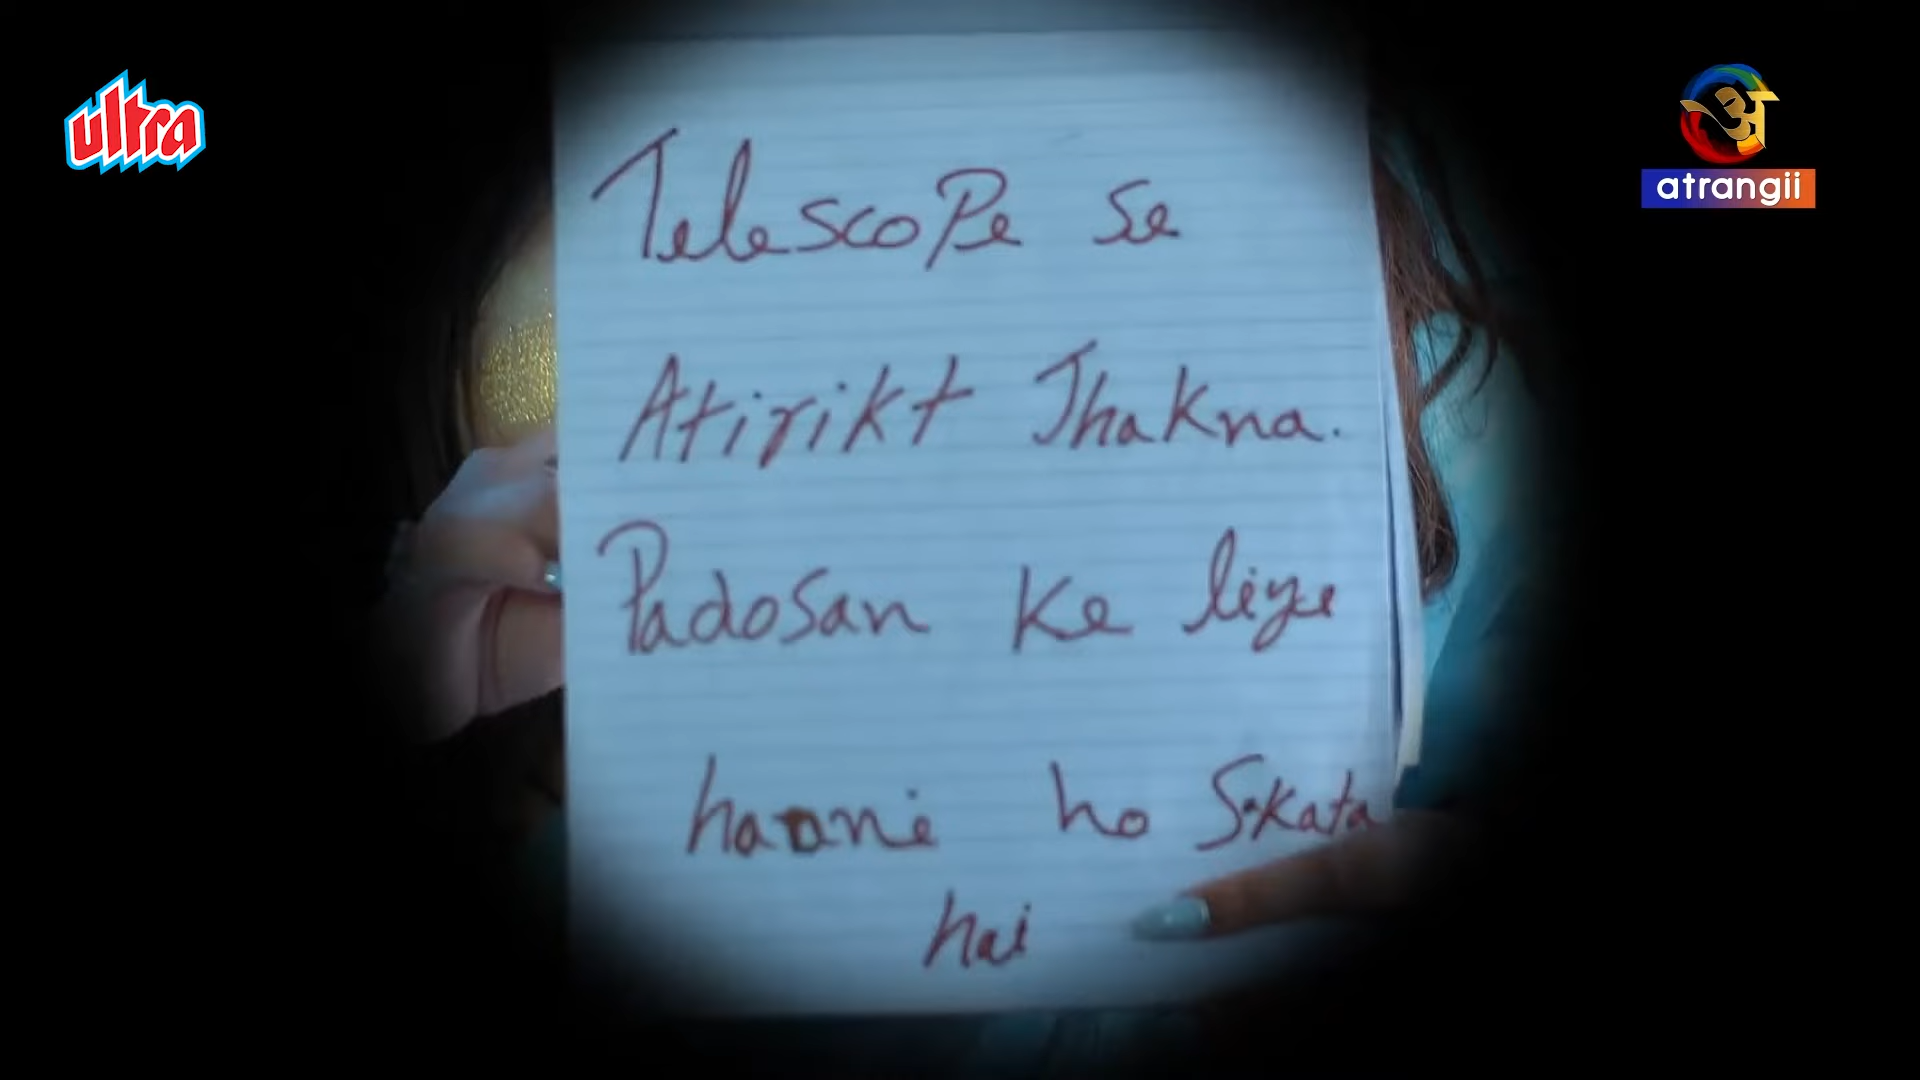 ultra
अ
atrangii
Telescope se
Atirikt Jhakna.
Padosan ke liye
haani ho Sakata
hai